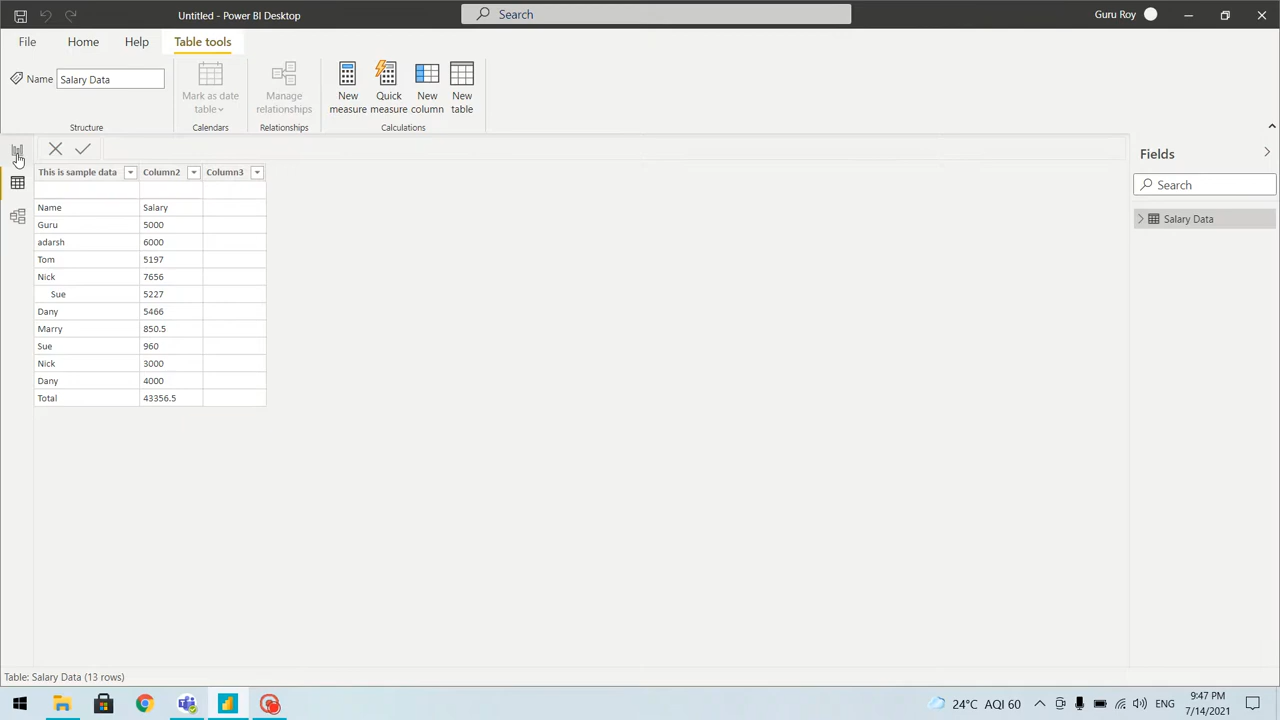 Untitled - Power BI Desktop
Search
Guru Roy
File Home Help Table tools
Name Salary Data
Mark as date table
Manage relationships
New measure
Quick measure
New column
New table
Structure Calendars Relationships Calculations
This is sample data Column2 Column3
Name Salary
Guru 5000
adarsh 6000
Tom 5197
Nick 7656
Sue 5227
Dany 5466
Marry 850.5
Sue 960
Nick 3000
Dany 4000
Total 43356.5
Fields
Search
Salary Data
Table: Salary Data (13 rows)
24°C AQI 60
ENG
9:47 PM
7/14/2021